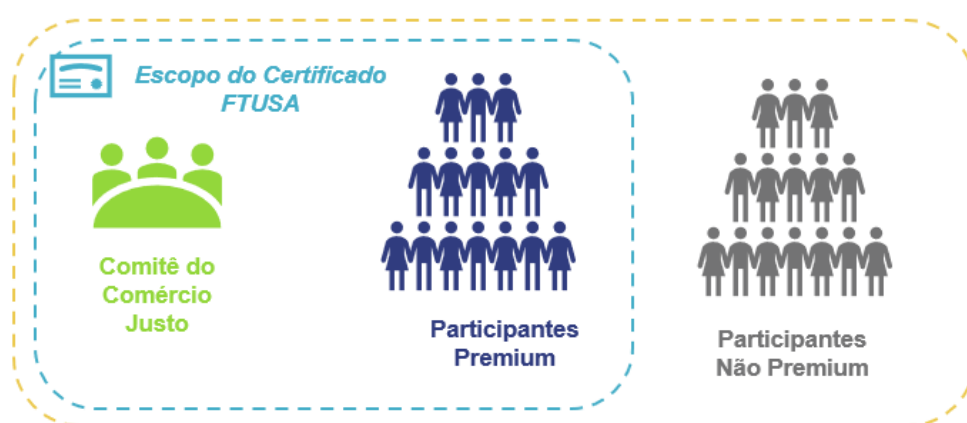 Escopo do Certificado
FTUSA
Comitê do
Comércio
Justo
Participantes
Premium
Participantes
Não Premium